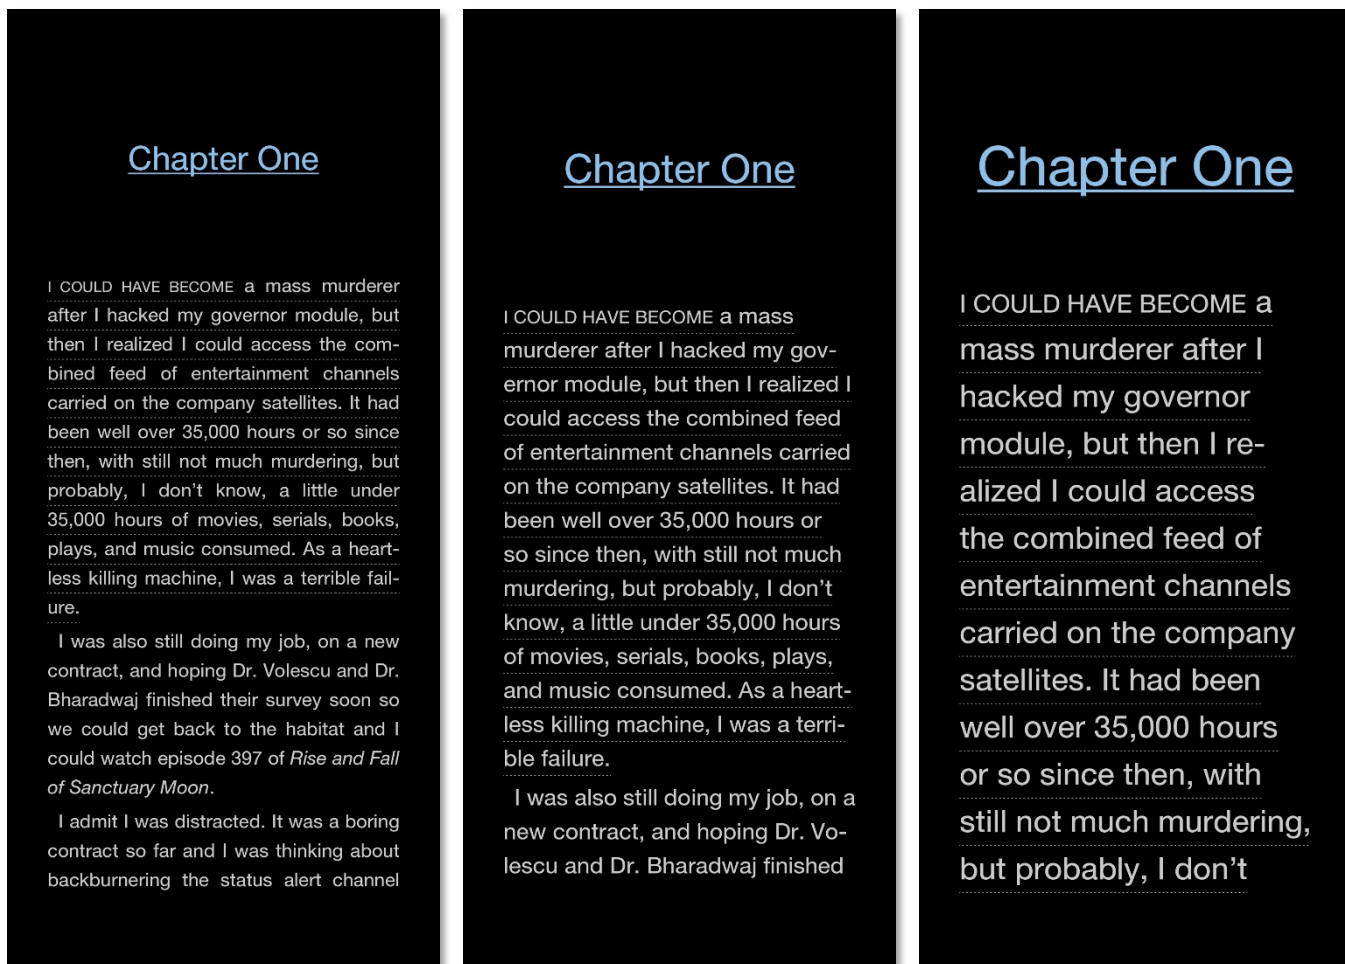 Chapter One
I COULD HAVE BECOME a mass murderer
after I hacked my governor module, but
then I realized I could access the com-
bined feed of entertainment channels
carried on the company satellites. It had
been well over 35,000 hours or so since
then, with still not much murdering, but
probably, I don’t know, a little under
35,000 hours of movies, serials, books,
plays, and music consumed. As a heart-
less killing machine, I was a terrible fail-
ure.
I was also still doing my job, on a new
contract, and hoping Dr. Volescu and Dr.
Bharadwaj finished their survey soon so
we could get back to the habitat and I
could watch episode 397 of Rise and Fall
of Sanctuary Moon.
I admit I was distracted. It was a boring
contract so far and I was thinking about
backburnering the status alert channel
Chapter One
I COULD HAVE BECOME a mass
murderer after I hacked my gov-
ernor module, but then I realized I
could access the combined feed
of entertainment channels carried
on the company satellites. It had
been well over 35,000 hours or
so since then, with still not much
murdering, but probably, I don’t
know, a little under 35,000 hours
of movies, serials, books, plays,
and music consumed. As a heart-
less killing machine, I was a terri-
ble failure.
I was also still doing my job, on a
new contract, and hoping Dr. Vo-
lescu and Dr. Bharadwaj finished
Chapter One
I COULD HAVE BECOME a
mass murderer after I
hacked my governor
module, but then I re-
alized I could access
the combined feed of
entertainment channels
carried on the company
satellites. It had been
well over 35,000 hours
or so since then, with
still not much murdering,
but probably, I don’t